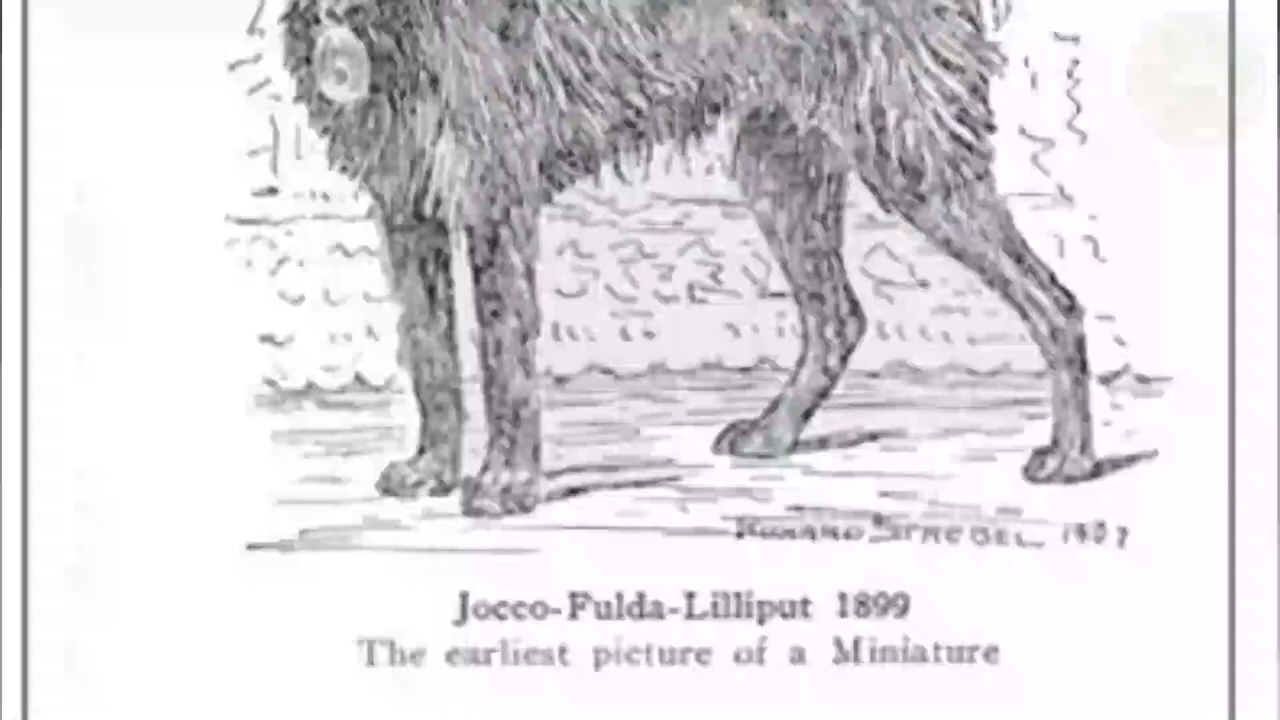 Jocco-Fulda-Lilliput 1899
The earliest picture of a Miniature